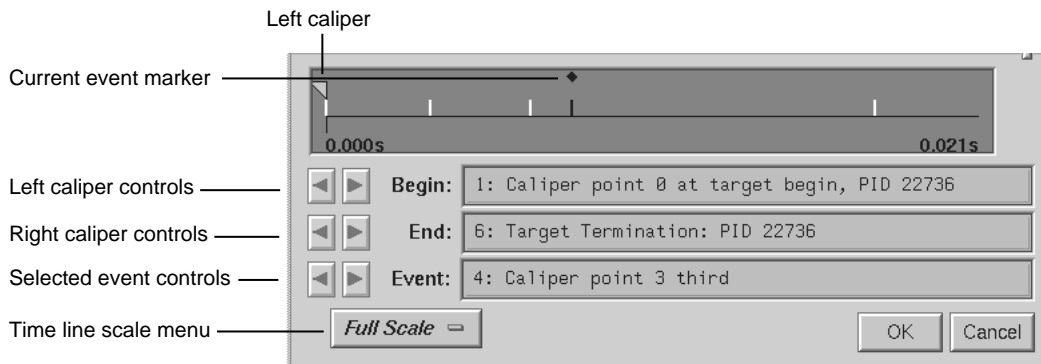 Left caliper
Current event marker
0.000s 0.021s
Left caliper controls Begin: 1: Caliper point 0 at target begin, PID 22736
Right caliper controls End: 6: Target Termination: PID 22736
Selected event controls Event: 4: Caliper point 3 third
Time line scale menu Full Scale OK Cancel